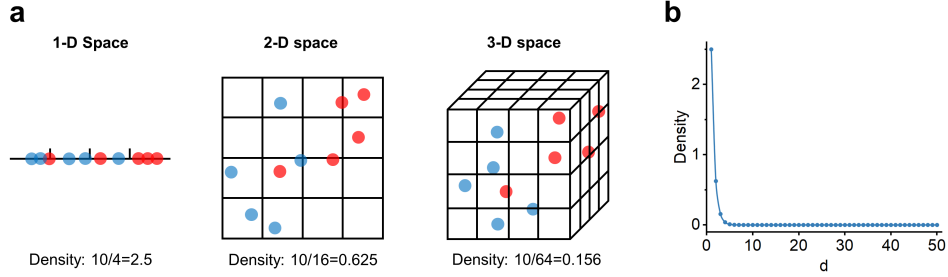 a
1-D Space
2-D space
3-D space
Density: 10/4=2.5
Density: 10/16=0.625
Density: 10/64=0.156
b
Density
2
1
0
0
10
20
30
40
50
d